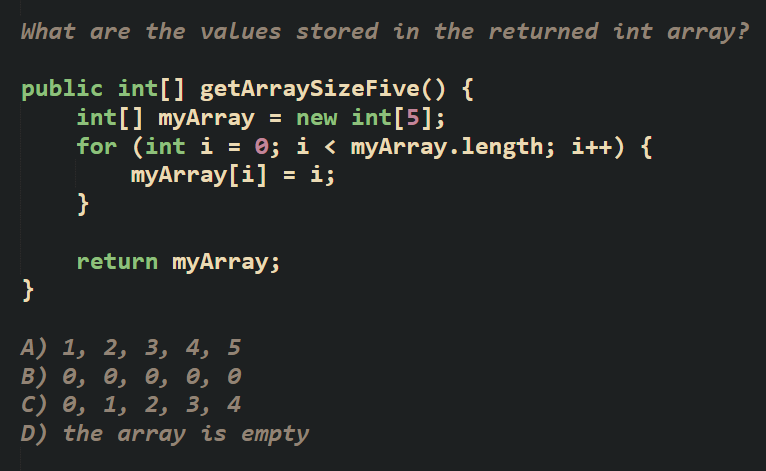 What are the values stored in the returned int array?
public int[] getArraySizeFive() {
int[] myArray = new int[5];
for (int i = 0; i < myArray.length; i++) {
myArray[i] = i;
}
return myArray;
}
A) 1, 2, 3, 4, 5
B) 0, 0, 0, 0, 0
C) 0, 1, 2, 3, 4
D) the array is empty